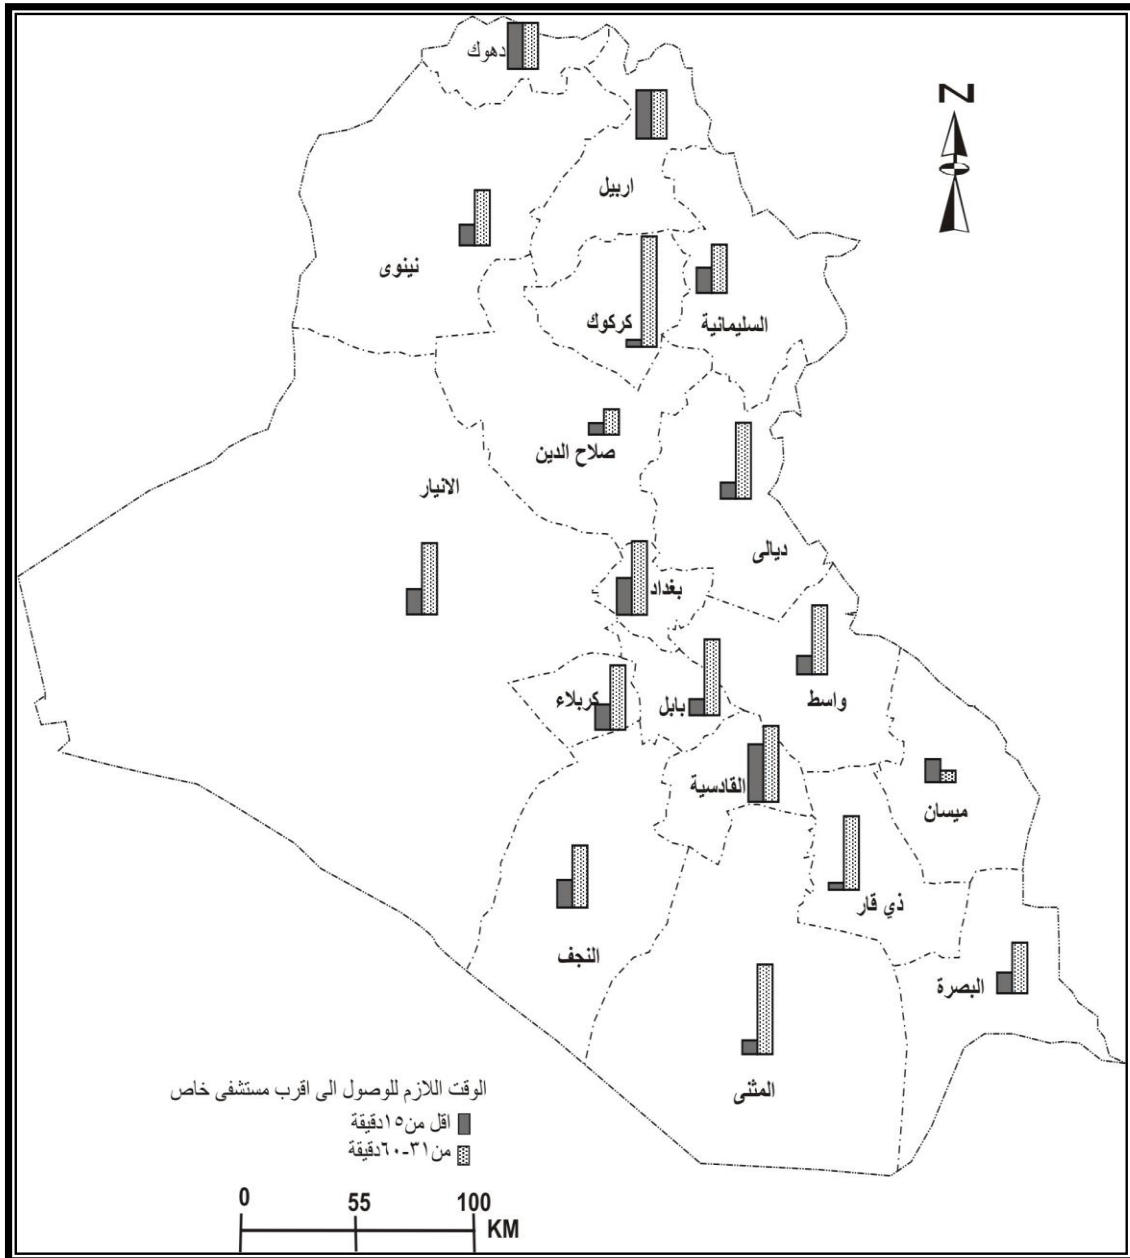 دهوك
N
اربيل
نينوى
كركوك
السليمانية
صلاح الدين
الانبار
ديالى
بغداد
واسط
كربلاء
بابل
القادسية
ميسان
ذي قار
النجف
البصرة
المثنى
الوقت اللازم للوصول الى اقرب مستشفى خاص
اقل من١٥دقيقة
من٣١-٦٠دقيقة
0 55 100
KM